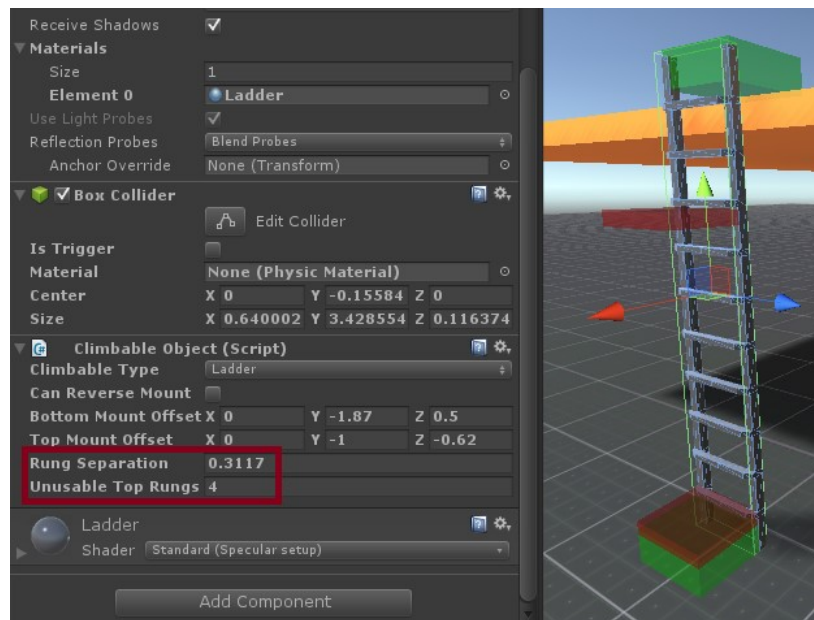 Receive Shadows
Materials
Size 1
Element 0 Ladder
Use Light Probes
Reflection Probes Blend Probes
Anchor Override None (Transform)
Box Collider
Edit Collider
Is Trigger
Material None (Physic Material)
Center X 0 Y -0.15584 Z 0
Size X 0.640002 Y 3.428554 Z 0.116374
Climbable Object (Script)
Climbable Type Ladder
Can Reverse Mount
Bottom Mount Offset X 0 Y -1.87 Z 0.5
Top Mount Offset X 0 Y -1 Z -0.62
Rung Separation 0.3117
Unusable Top Rungs 4
Ladder
Shader Standard (Specular setup)
Add Component